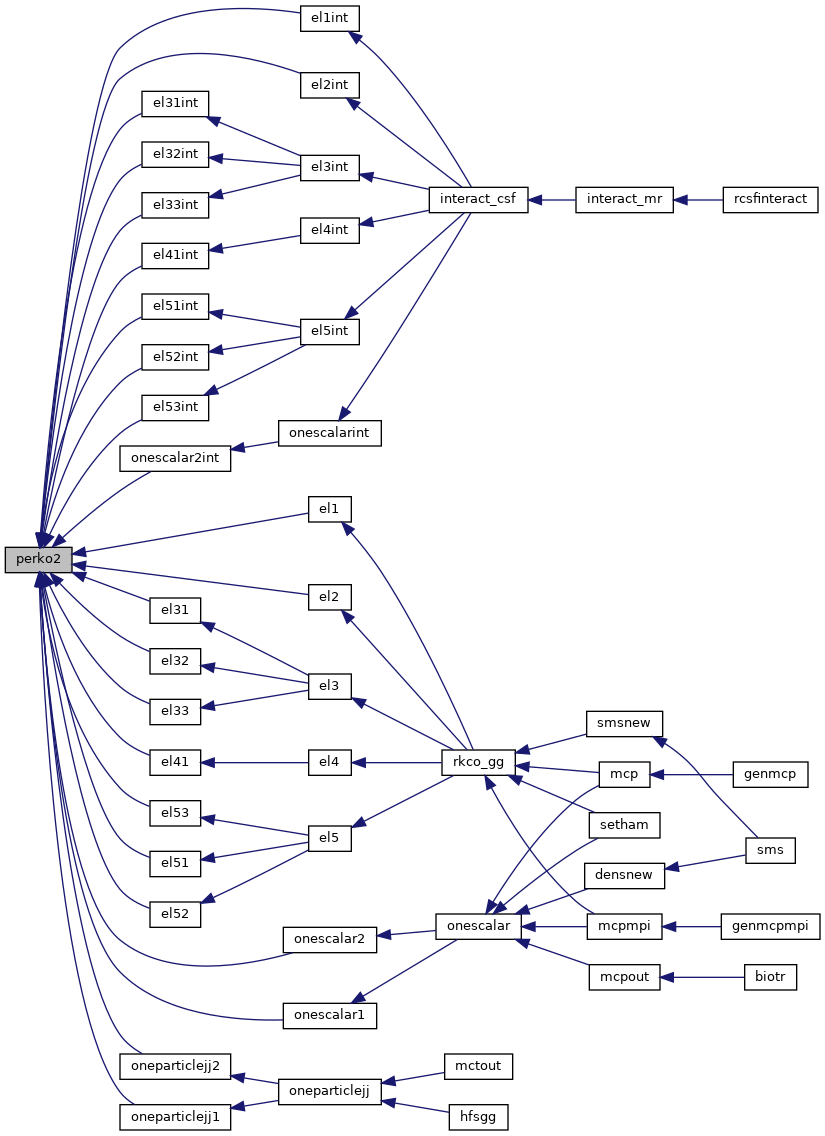 el1int
el2int
el31int
el32int
el3int
interact_csf
interact_mr
rcsfinteract
el33int
el4int
el41int
el51int
el5int
el52int
el53int
onescalarint
onescalar2int
el1
perko2
el2
el31
el32
el3
el33
smsnew
el41
el4
rkco_gg
mcp
genmcp
el53
setham
el5
sms
el51
densnew
el52
onescalar
mcpmpi
genmcpmpi
onescalar2
mcpout
biotr
onescalar1
oneparticlejj2
mctout
oneparticlejj
oneparticlejj1
hfsgg